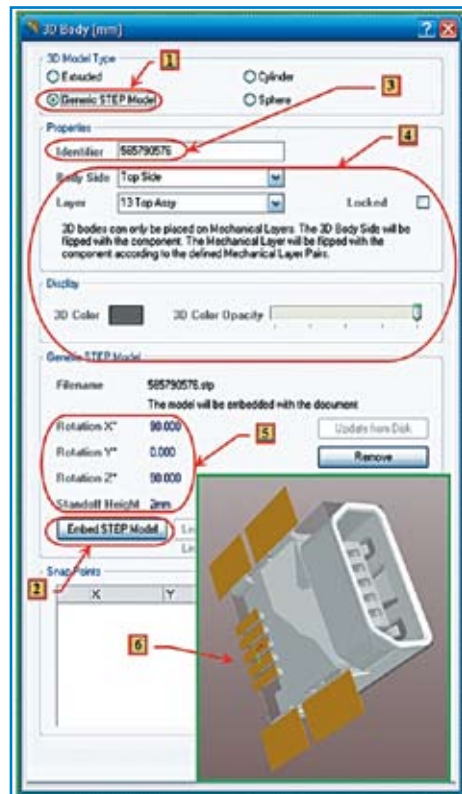 3D Body [mm]
3D Model Type
1
Extruded
Cylinder
Generic STEP Model
Sphere
3
Properties
Identifier 585790576
4
Body Side Top Side
Layer 13 Top Assy Locked
3D bodies can only be placed on Mechanical Layers. The 3D Body Side will be
flipped with the component. The Mechanical Layer will be flipped with the
component according to the defined Mechanical Layer Pairs.
Display
3D Color 3D Color Opacity
Generic STEP Model
Filename 585790576.stp
The model will be embedded with the document
Rotation X° 90.000 Update from Disk
5
Rotation Y° 0.000
Remove
Rotation Z° 90.000
Standoff Height 2mm
Embed STEP Model
2
Snap Points
X Y
6